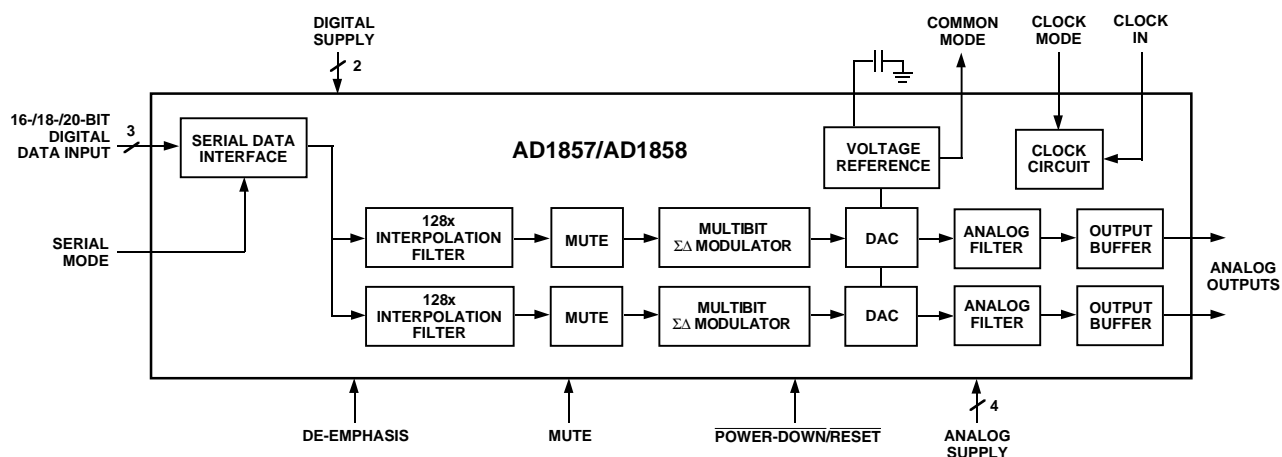 DIGITAL
SUPPLY
2
COMMON
MODE
CLOCK
MODE
CLOCK
IN
16-/18-/20-BIT
DIGITAL
DATA INPUT
3
SERIAL DATA
INTERFACE
AD1857/AD1858
VOLTAGE
REFERENCE
CLOCK
CIRCUIT
SERIAL
MODE
128x
INTERPOLATION
FILTER
MUTE
MULTIBIT
ΣΔ MODULATOR
DAC
ANALOG
FILTER
OUTPUT
BUFFER
128x
INTERPOLATION
FILTER
MUTE
MULTIBIT
ΣΔ MODULATOR
DAC
ANALOG
FILTER
OUTPUT
BUFFER
ANALOG
OUTPUTS
DE-EMPHASIS
MUTE
POWER-DOWN/RESET
4
ANALOG
SUPPLY